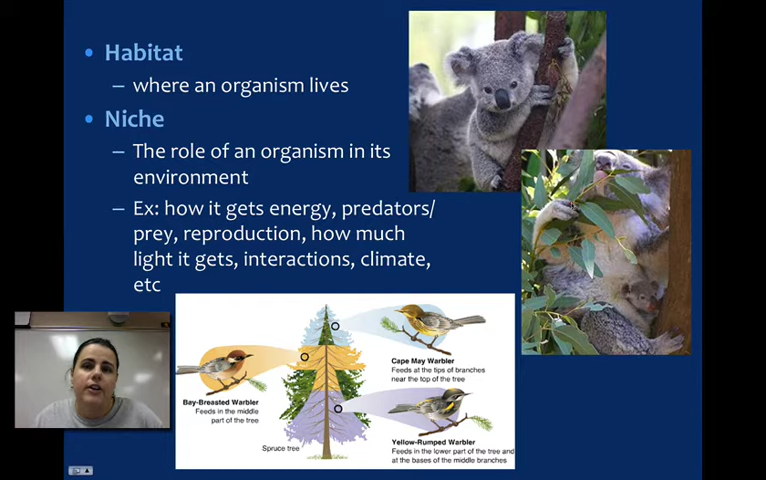 Habitat
– where an organism lives
Niche
– The role of an organism in its
environment
– Ex: how it gets energy, predators/
prey, reproduction, how much
light it gets, interactions, climate,
etc
Cape May Warbler
Feeds at the tips of branches
near the top of the tree
Bay-Breasted Warbler
Feeds in the middle
part of the tree
Spruce tree
Yellow-Rumped Warbler
Feeds in the lower part of the tree and
at the bases of the middle branches